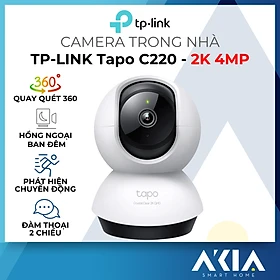 tp-link
CAMERA TRONG NHÀ
TP-LINK Tapo C220 - 2K 4MP
360°
QUAY QUÉT 360
HỒNG NGOẠI
BAN ĐÊM
PHÁT HIỆN
CHUYỂN ĐỘNG
ĐÀM THOẠI
2 CHIỀU
tapo
AKIA
SMART HOME